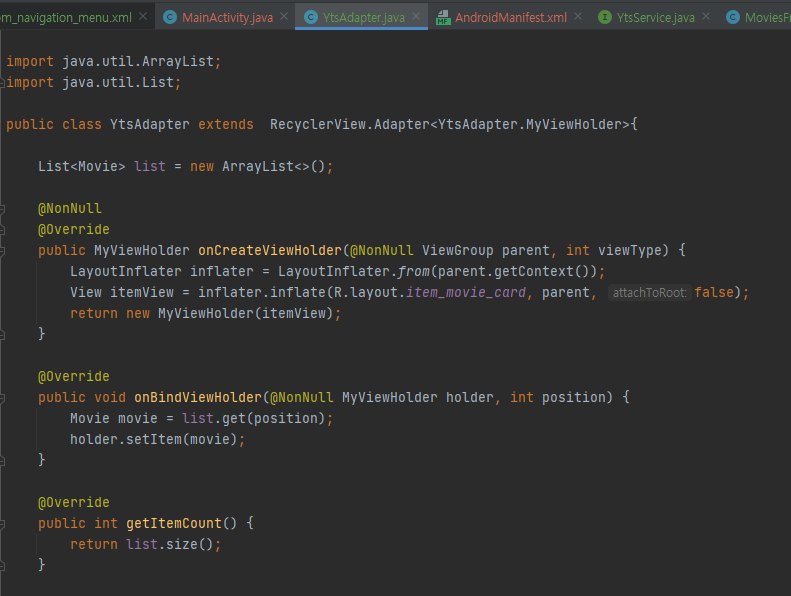 om_navigation_menu.xml MainActivity.java YtsAdapter.java AndroidManifest.xml YtsService.java MoviesFr
import java.util.ArrayList;
import java.util.List;
public class YtsAdapter extends  RecyclerView.Adapter<YtsAdapter.MyViewHolder>{
    List<Movie> list = new ArrayList<>();
    @NonNull
    @Override
    public MyViewHolder onCreateViewHolder(@NonNull ViewGroup parent, int viewType) {
        LayoutInflater inflater = LayoutInflater.from(parent.getContext());
        View itemView = inflater.inflate(R.layout.item_movie_card, parent, attachToRoot: false);
        return new MyViewHolder(itemView);
    }
    @Override
    public void onBindViewHolder(@NonNull MyViewHolder holder, int position) {
        Movie movie = list.get(position);
        holder.setItem(movie);
    }
    @Override
    public int getItemCount() {
        return list.size();
    }